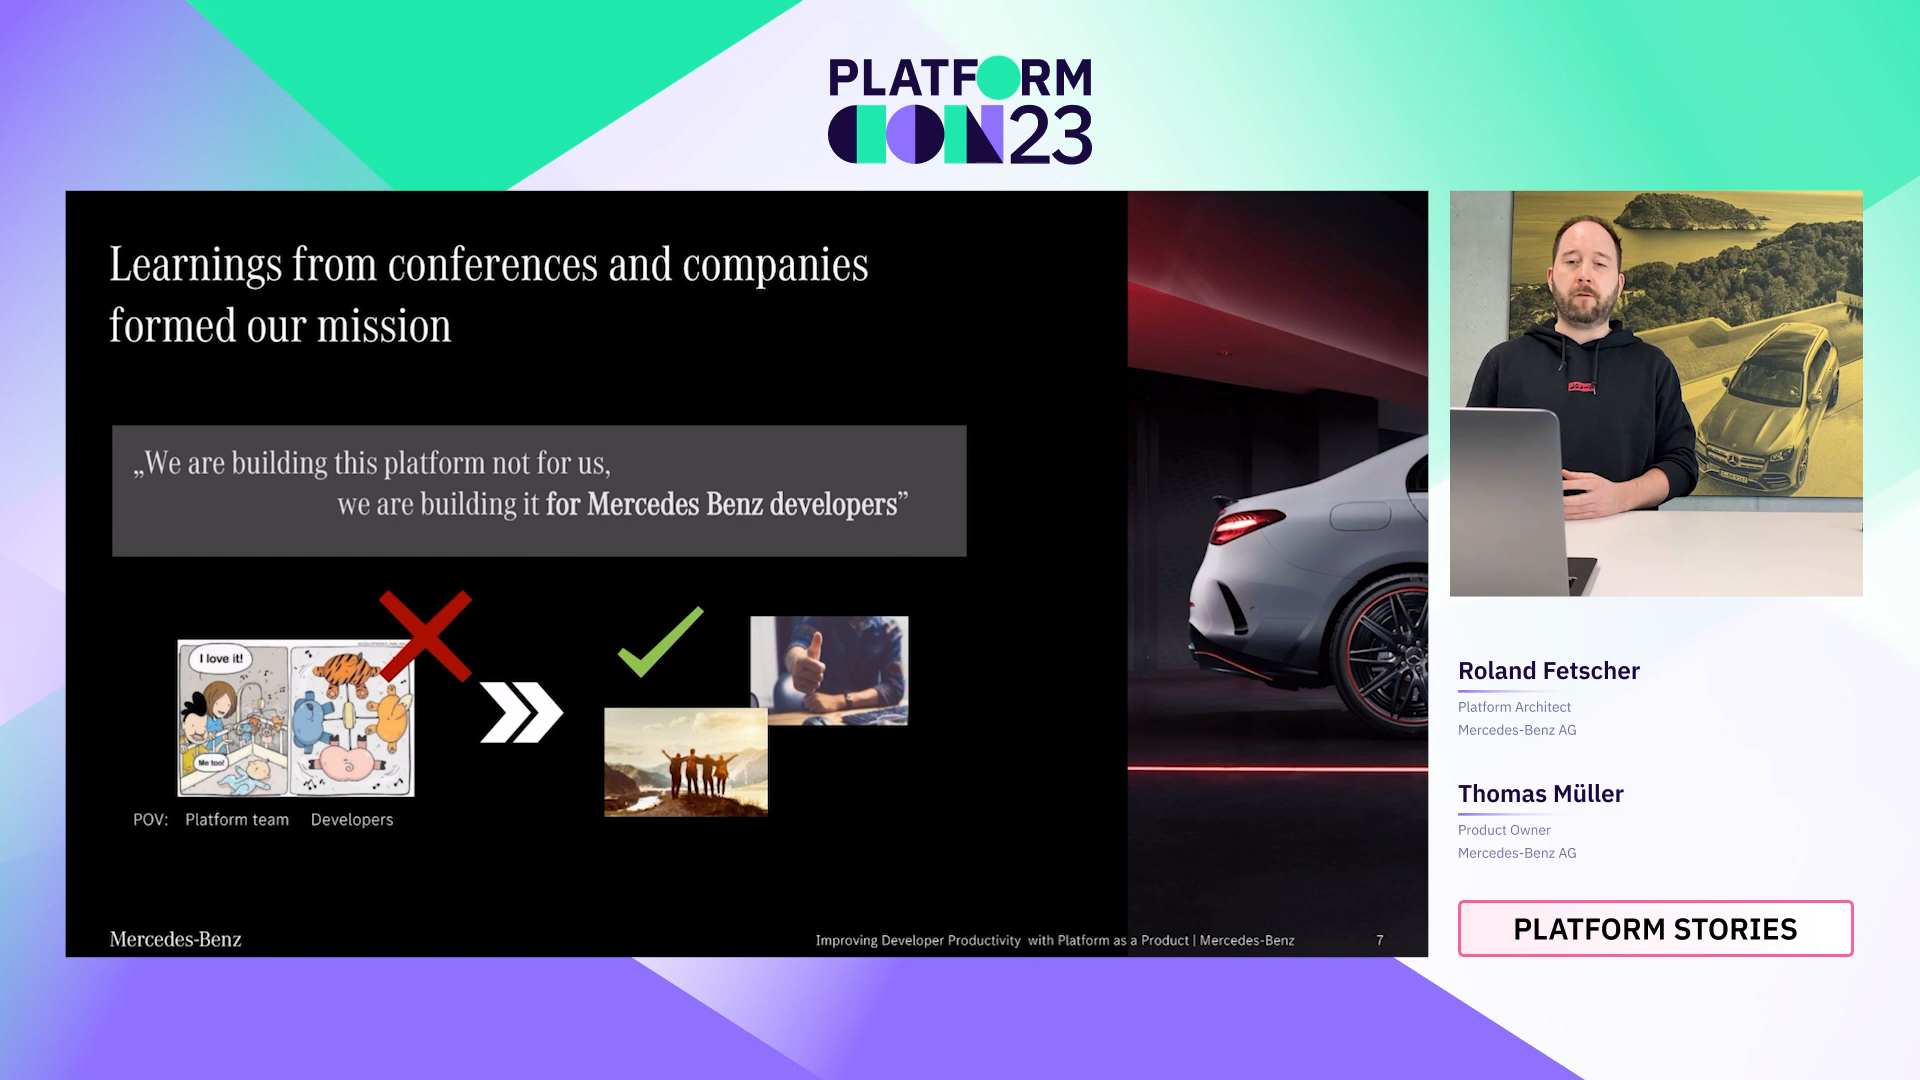 PLATFORM
CON23
Learnings from conferences and companies
formed our mission
„We are building this platform not for us,
we are building it for Mercedes Benz developers”
I love it!
Me too!
POV: Platform team Developers
Mercedes-Benz
Improving Developer Productivity with Platform as a Product | Mercedes-Benz
7
Roland Fetscher
Platform Architect
Mercedes-Benz AG
Thomas Müller
Product Owner
Mercedes-Benz AG
PLATFORM STORIES